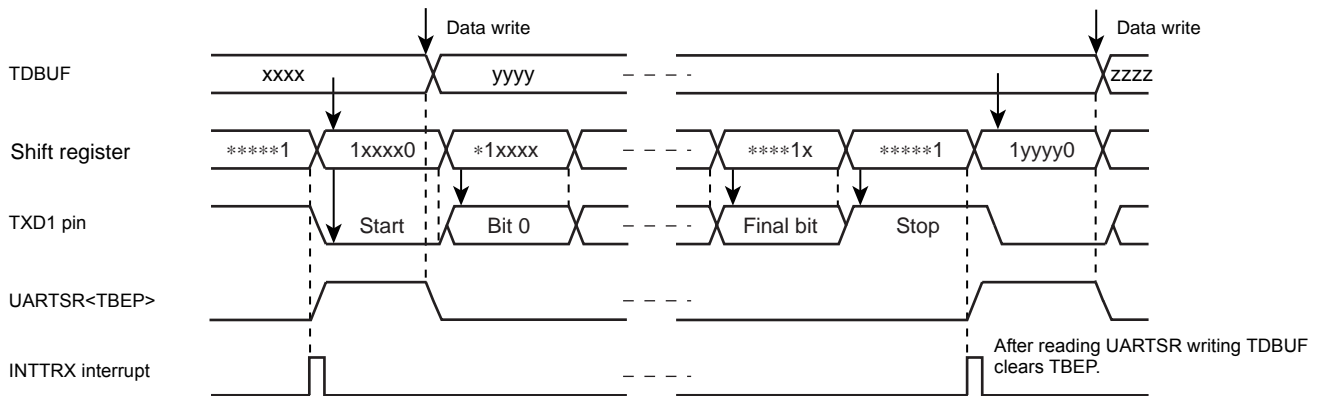 Data write
Data write
TDBUF
xxxx
yyyy
zzzz
Shift register
*****1
1xxxx0
*1xxxx
****1x
*****1
1yyyy0
TXD1 pin
Start
Bit 0
Final bit
Stop
UARTSR<TBEP>
After reading UARTSR writing TDBUF
clears TBEP.
INTTRX interrupt